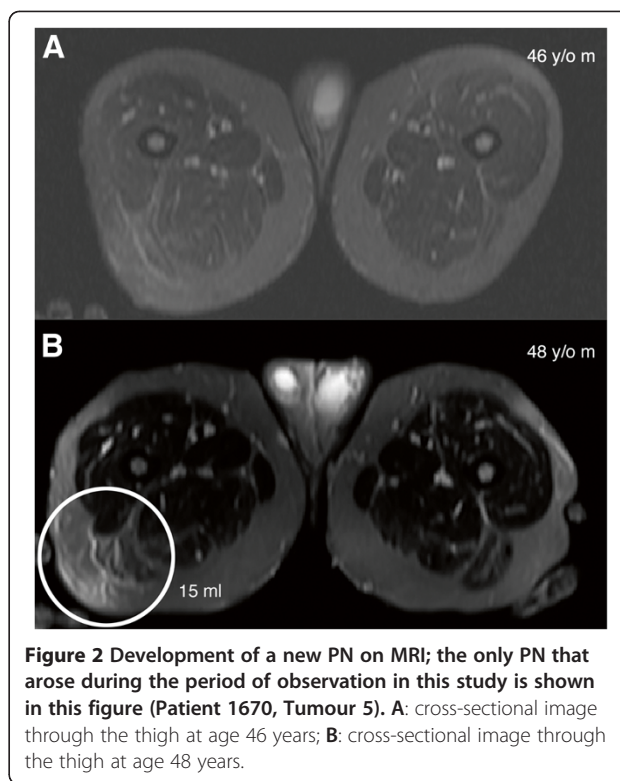 A
46 y/o m
B
48 y/o m
15 ml
Figure 2 Development of a new PN on MRI; the only PN that
arose during the period of observation in this study is shown
in this figure (Patient 1670, Tumour 5). A: cross-sectional image
through the thigh at age 46 years; B: cross-sectional image through
the thigh at age 48 years.